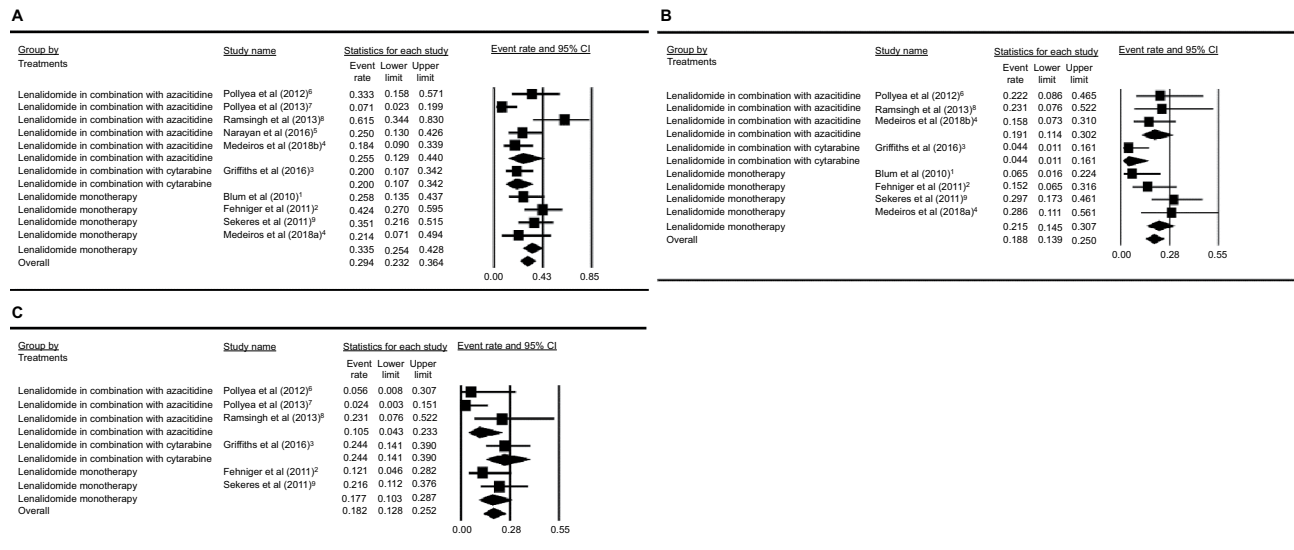 A
Group by Study name Statistics for each study Event rate and 95% CI
Treatments
Event Lower Upper
rate limit limit
Lenalidomide in combination with azacitidine Pollyea et al (2012)⁶ 0.333 0.158 0.571
Lenalidomide in combination with azacitidine Pollyea et al (2013)⁷ 0.071 0.023 0.199
Lenalidomide in combination with azacitidine Ramsingh et al (2013)⁸ 0.615 0.344 0.830
Lenalidomide in combination with azacitidine Narayan et al (2016)⁵ 0.250 0.130 0.426
Lenalidomide in combination with azacitidine Medeiros et al (2018b)⁴ 0.184 0.090 0.339
Lenalidomide in combination with azacitidine 0.255 0.129 0.440
Lenalidomide in combination with cytarabine Griffiths et al (2016)³ 0.200 0.107 0.342
Lenalidomide in combination with cytarabine 0.200 0.107 0.342
Lenalidomide monotherapy Blum et al (2010)¹ 0.258 0.135 0.437
Lenalidomide monotherapy Fehniger et al (2011)² 0.424 0.270 0.595
Lenalidomide monotherapy Sekeres et al (2011)⁹ 0.351 0.216 0.515
Lenalidomide monotherapy Medeiros et al (2018a)⁴ 0.214 0.071 0.494
Lenalidomide monotherapy 0.335 0.254 0.428
Overall 0.294 0.232 0.364
0.00 0.43 0.85
B
Group by Study name Statistics for each study Event rate and 95% CI
Treatments
Event Lower Upper
rate limit limit
Lenalidomide in combination with azacitidine Pollyea et al (2012)⁶ 0.222 0.086 0.465
Lenalidomide in combination with azacitidine Ramsingh et al (2013)⁸ 0.231 0.076 0.522
Lenalidomide in combination with azacitidine Medeiros et al (2018b)⁴ 0.158 0.073 0.310
Lenalidomide in combination with azacitidine 0.191 0.114 0.302
Lenalidomide in combination with cytarabine Griffiths et al (2016)³ 0.044 0.011 0.161
Lenalidomide in combination with cytarabine 0.044 0.011 0.161
Lenalidomide monotherapy Blum et al (2010)¹ 0.065 0.016 0.224
Lenalidomide monotherapy Fehniger et al (2011)² 0.152 0.065 0.316
Lenalidomide monotherapy Sekeres et al (2011)⁹ 0.297 0.173 0.461
Lenalidomide monotherapy Medeiros et al (2018a)⁴ 0.286 0.111 0.561
Lenalidomide monotherapy 0.215 0.145 0.307
Overall 0.188 0.139 0.250
0.00 0.28 0.55
C
Group by Study name Statistics for each study Event rate and 95% CI
Treatments
Event Lower Upper
rate limit limit
Lenalidomide in combination with azacitidine Pollyea et al (2012)⁶ 0.056 0.008 0.307
Lenalidomide in combination with azacitidine Pollyea et al (2013)⁷ 0.024 0.003 0.151
Lenalidomide in combination with azacitidine Ramsingh et al (2013)⁸ 0.231 0.076 0.522
Lenalidomide in combination with azacitidine 0.105 0.043 0.233
Lenalidomide in combination with cytarabine Griffiths et al (2016)³ 0.244 0.141 0.390
Lenalidomide in combination with cytarabine 0.244 0.141 0.390
Lenalidomide monotherapy Fehniger et al (2011)² 0.121 0.046 0.282
Lenalidomide monotherapy Sekeres et al (2011)⁹ 0.216 0.112 0.376
Lenalidomide monotherapy 0.177 0.103 0.287
Overall 0.182 0.128 0.252
0.00 0.28 0.55